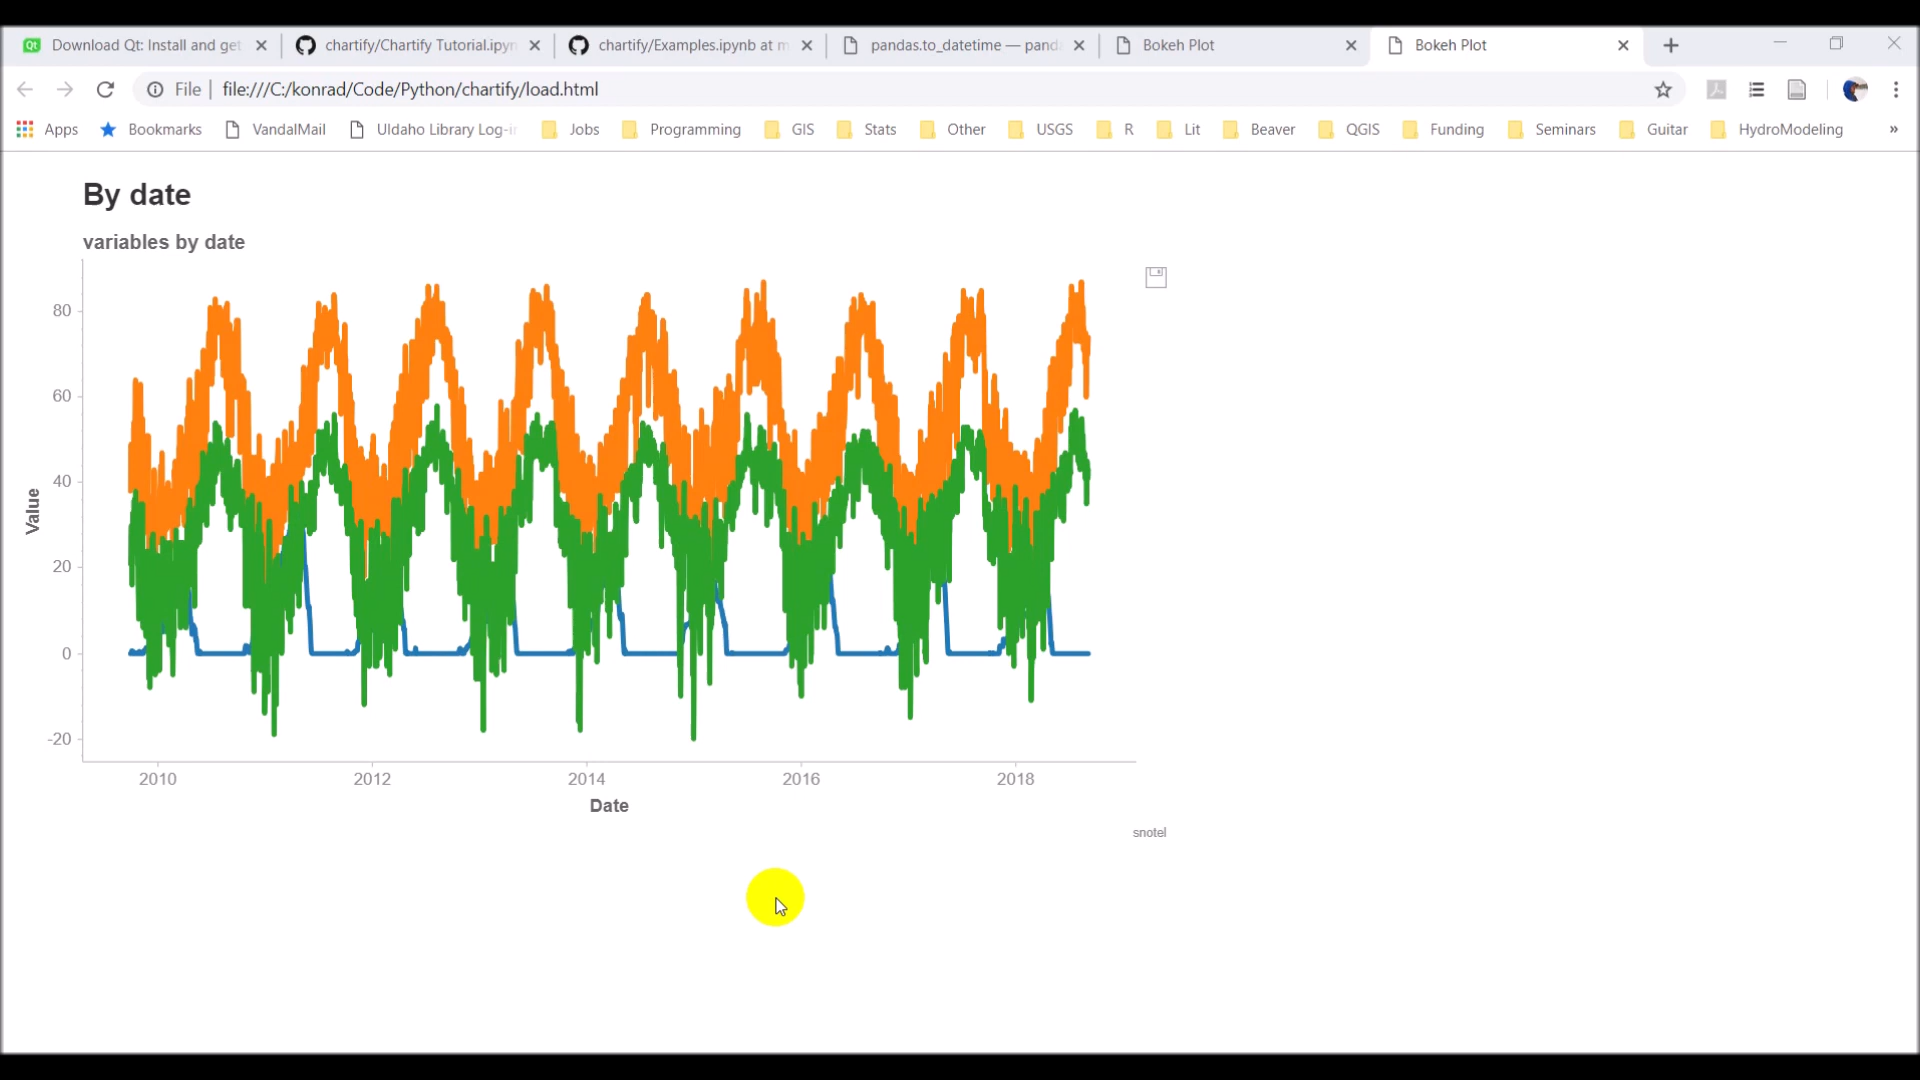 Download Qt: Install and get
chartify/Chartify Tutorial.ipyn
chartify/Examples.ipynb at m
pandas.to_datetime — pand
Bokeh Plot
Bokeh Plot
File
file:///C:/konrad/Code/Python/chartify/load.html
Apps
Bookmarks
VandalMail
UIdaho Library Log-i
Jobs
Programming
GIS
Stats
Other
USGS
R
Lit
Beaver
QGIS
Funding
Seminars
Guitar
HydroModeling
»
By date
variables by date
80
60
40
20
0
-20
Value
2010
2012
2014
2016
2018
Date
snotel